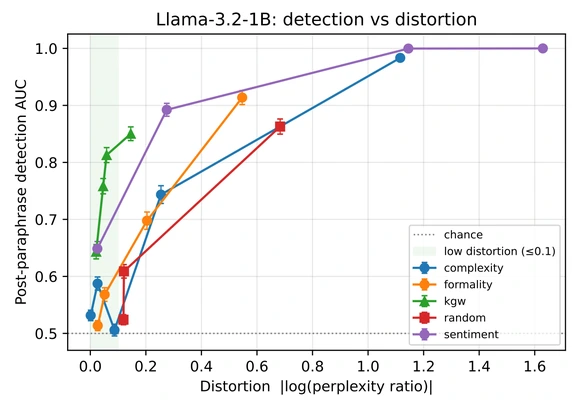 Llama-3.2-1B: detection vs distortion
Post-paraphrase detection AUC
1.0
0.9
0.8
0.7
0.6
0.5
chance
low distortion (≤0.1)
complexity
formality
kgw
random
sentiment
0.0 0.2 0.4 0.6 0.8 1.0 1.2 1.4 1.6
Distortion |log(perplexity ratio)|